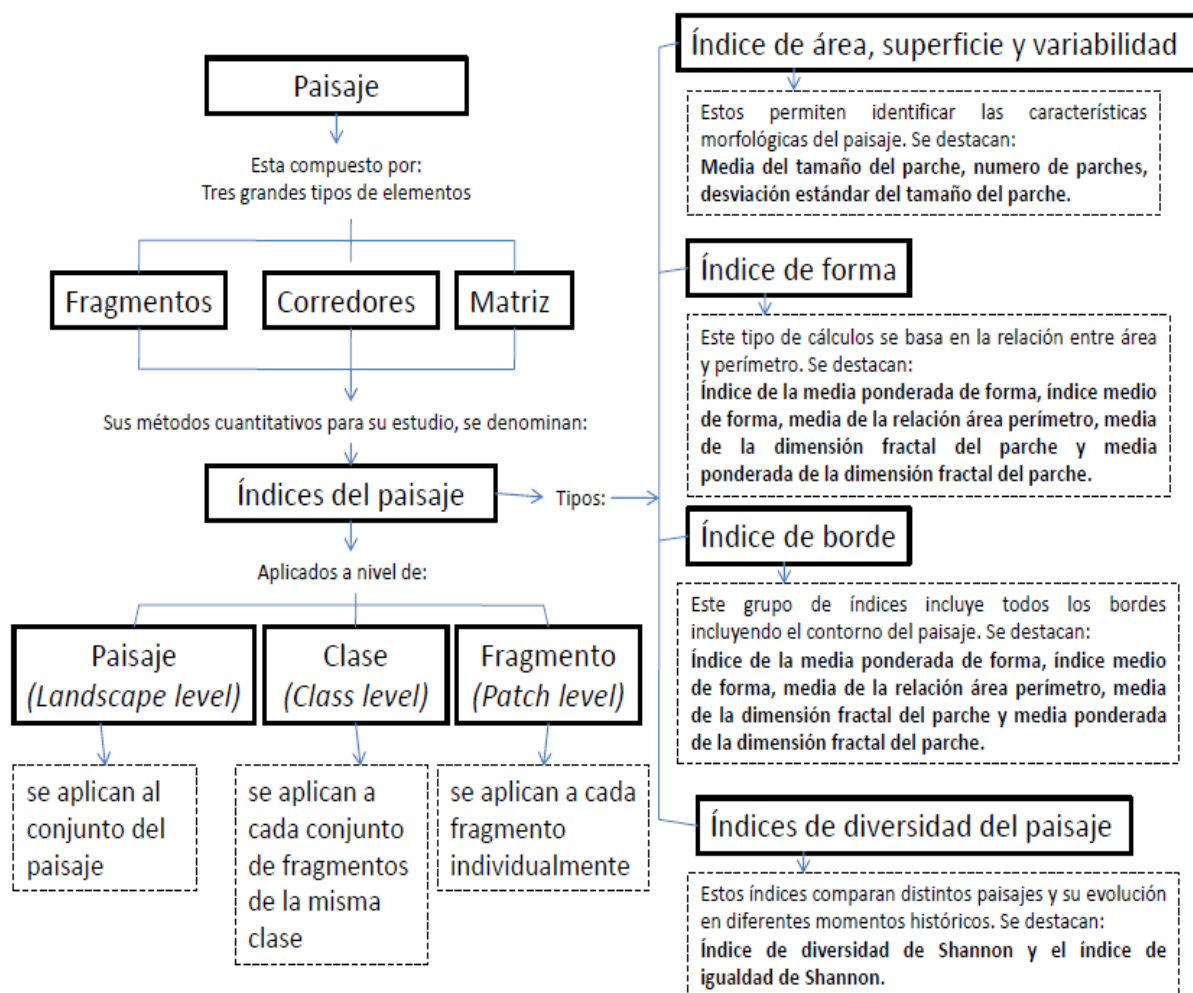 Paisaje
Esta compuesto por:
Tres grandes tipos de elementos
Fragmentos
Corredores
Matriz
Sus métodos cuantitativos para su estudio, se denominan:
Índices del paisaje
Tipos:
Aplicados a nivel de:
Paisaje
(Landscape level)
Clase
(Class level)
Fragmento
(Patch level)
se aplican al
conjunto del
paisaje
se aplican a
cada conjunto
de fragmentos
de la misma
clase
se aplican a cada
fragmento
individualmente
Índice de área, superficie y variabilidad
Estos permiten identificar las características
morfológicas del paisaje. Se destacan:
Media del tamaño del parche, numero de parches,
desviación estándar del tamaño del parche.
Índice de forma
Este tipo de cálculos se basa en la relación entre área
y perímetro. Se destacan:
Índice de la media ponderada de forma, índice medio
de forma, media de la relación área perímetro, media
de la dimensión fractal del parche y media
ponderada de la dimensión fractal del parche.
Índice de borde
Este grupo de índices incluye todos los bordes
incluyendo el contorno del paisaje. Se destacan:
Índice de la media ponderada de forma, índice medio
de forma, media de la relación área perímetro, media
de la dimensión fractal del parche y media ponderada
de la dimensión fractal del parche.
Índices de diversidad del paisaje
Estos índices comparan distintos paisajes y su evolución
en diferentes momentos históricos. Se destacan:
Índice de diversidad de Shannon y el índice de
igualdad de Shannon.